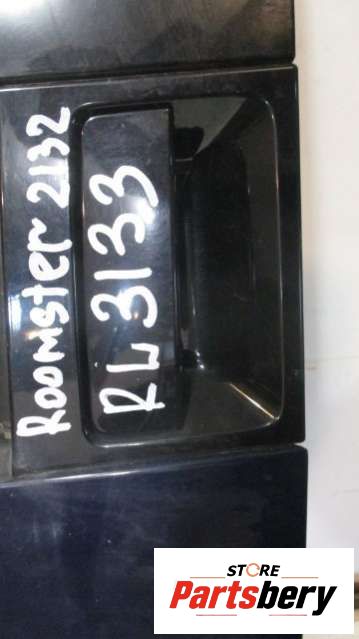 Roomster 2132
RL 3133
STORE
Partsbery